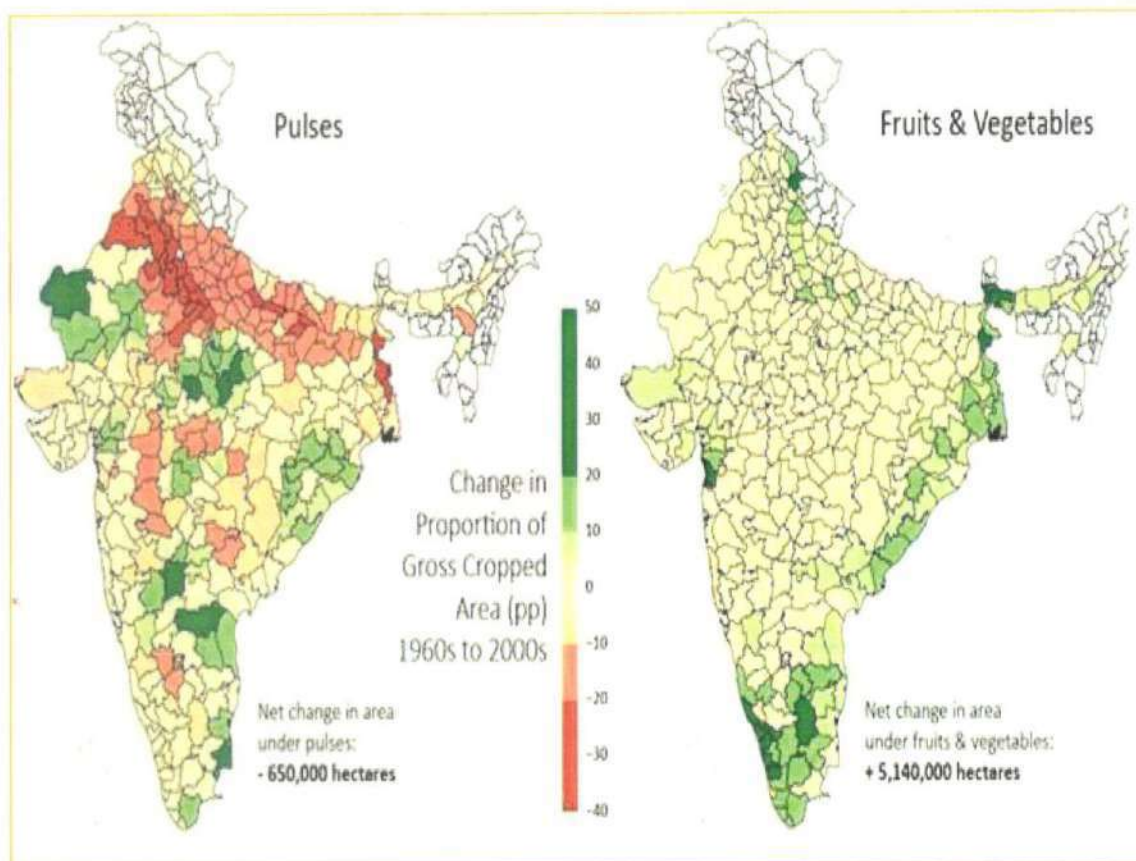 Pulses
Fruits & Vegetables
50
40
30
20
10
0
-10
-20
-30
-40
Change in
Proportion of
Gross Cropped
Area (pp)
1960s to 2000s
Net change in area
under pulses:
- 650,000 hectares
Net change in area
under fruits & vegetables:
+ 5,140,000 hectares